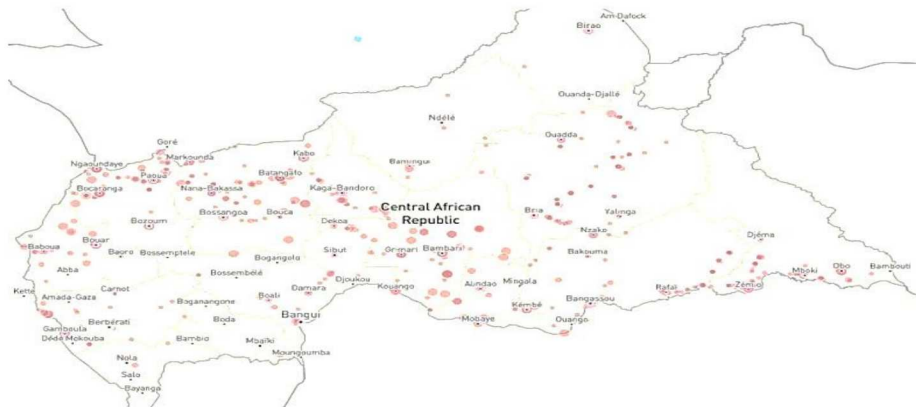 Am-Dafock
Birao
Ouanda-Djallé
Ndélé
Ouadda
Goré
Markounda
Kabo
Ngaoundaye
Paoua
Batangafo
Bamingui
Bocaranga
Nana-Bakassa
Kaga-Bandoro
Central African
Republic
Bossangoa
Bouca
Bria
Yalinga
Bozoum
Dekoa
Nzako
Baboua
Bouar
Baoro
Bossemptele
Bogangolo
Sibut
Grimari
Bambari
Bakouma
Djéma
Abba
Bossembélé
Djoukou
Kouango
Alindao
Mingala
Rafai
Zémio
Mboki
Obo
Bambouti
Kette
Amada-Gaza
Carnot
Boganangone
Boali
Damara
Bangui
Mobaye
Kémbé
Bangassou
Ouango
Gamboula
Berbérati
Boda
Dédé Mokouba
Bambio
Mbaïki
Moungoumba
Nola
Salo
Bayanga